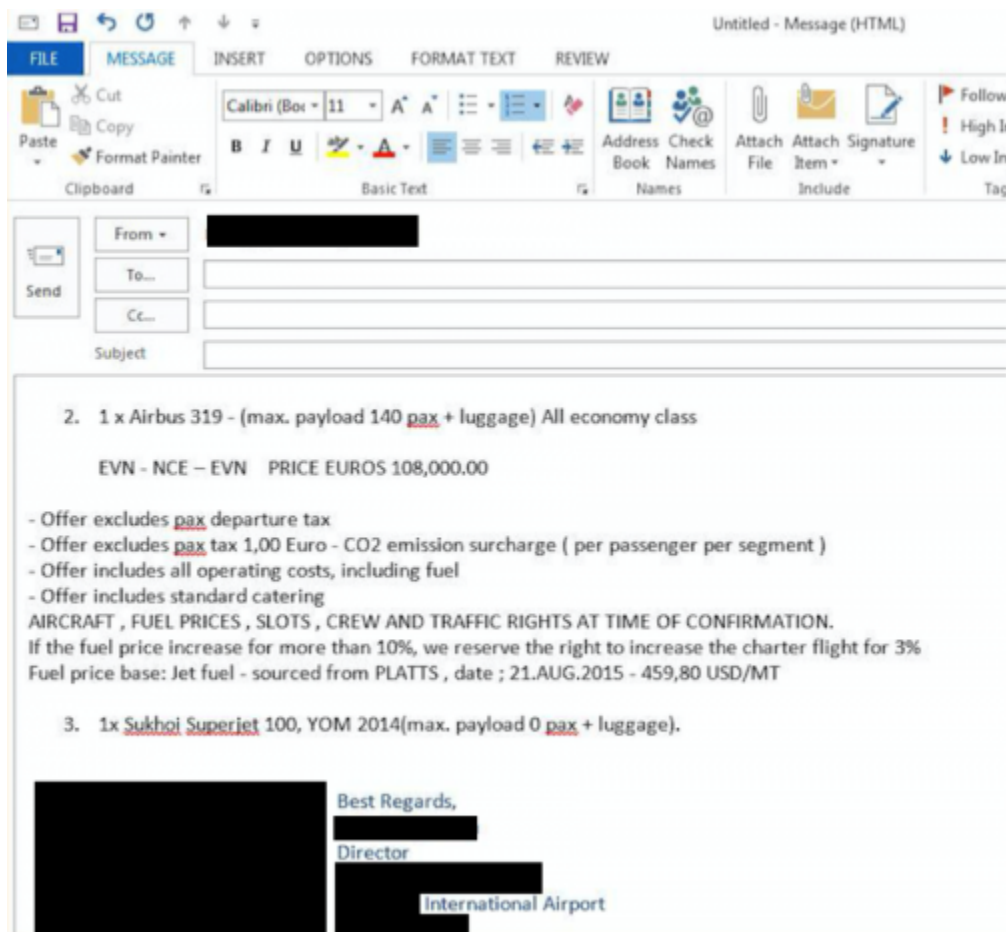 Untitled - Message (HTML)
FILE MESSAGE INSERT OPTIONS FORMAT TEXT REVIEW
Cut
Copy
Paste
Format Painter
Clipboard
Calibri (Boc 11
B I U
Basic Text
Address Book
Check Names
Names
Attach File
Attach Item
Signature
Include
Follow
High I
Low In
Tag
From
To...
Cc...
Send
Subject
2. 1 x Airbus 319 - (max. payload 140 pax + luggage) All economy class
EVN - NCE – EVN PRICE EUROS 108,000.00
- Offer excludes pax departure tax
- Offer excludes pax tax 1,00 Euro - CO2 emission surcharge ( per passenger per segment )
- Offer includes all operating costs, including fuel
- Offer includes standard catering
AIRCRAFT , FUEL PRICES , SLOTS , CREW AND TRAFFIC RIGHTS AT TIME OF CONFIRMATION.
If the fuel price increase for more than 10%, we reserve the right to increase the charter flight for 3%
Fuel price base: Jet fuel - sourced from PLATTS , date ; 21.AUG.2015 - 459,80 USD/MT
3. 1x Sukhoi Superjet 100, YOM 2014(max. payload 0 pax + luggage).
Best Regards,
Director
International Airport